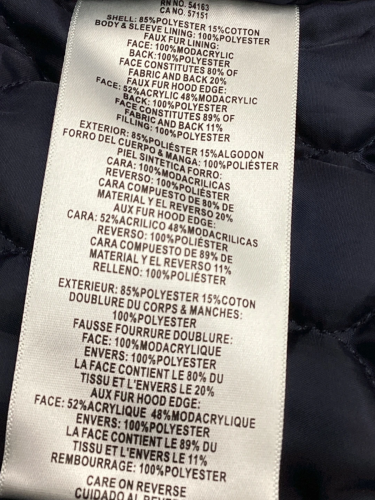 RN NO. 54163
CA NO. 57151
SHELL: 85%POLYESTER 15%COTTON
BODY & SLEEVE LINING: 100%POLYESTER
FAUX FUR LINING:
FACE: 100%MODACRYLIC
BACK:100%POLYESTER
FACE CONSTITUTES 80% OF
FABRIC AND BACK 20%
FAUX FUR HOOD EDGE:
FACE: 52%ACRYLIC 48%MODACRYLIC
BACK: 100%POLYESTER
FACE CONSTITUTES 89% OF
FABRIC AND BACK 11%
FILLING: 100%POLYESTER
EXTERIOR: 85%POLIÉSTER 15%ALGODON
FORRO DEL CUERPO & MANGA: 100%POLIÉSTER
PIEL SINTETICA FORRO:
CARA: 100%MODACRILICAS
REVERSO: 100%POLIÉSTER
CARA COMPUESTO DE 80% DE
MATERIAL Y EL REVERSO 20%
AUX FUR HOOD EDGE:
CARA: 52%ACRILICO 48%MODACRILICAS
REVERSO: 100%POLIÉSTER
CARA COMPUESTO DE 89% DE
MATERIAL Y EL REVERSO 11%
RELLENO: 100%POLIÉSTER
EXTERIEUR: 85%POLYESTER 15%COTON
DOUBLURE DU CORPS & MANCHES:
100%POLYESTER
FAUSSE FOURRURE DOUBLURE:
FACE: 100%MODACRYLIQUE
ENVERS: 100%POLYESTER
LA FACE CONTIENT LE 80% DU
TISSU ET L'ENVERS LE 20%
AUX FUR HOOD EDGE:
FACE: 52%ACRYLIQUE 48%MODACRYLIQUE
ENVERS: 100%POLYESTER
LA FACE CONTIENT LE 89% DU
TISSU ET L'ENVERS LE 11%
REMBOURRAGE: 100%POLYESTER
CARE ON REVERSE
CUIDADO AL